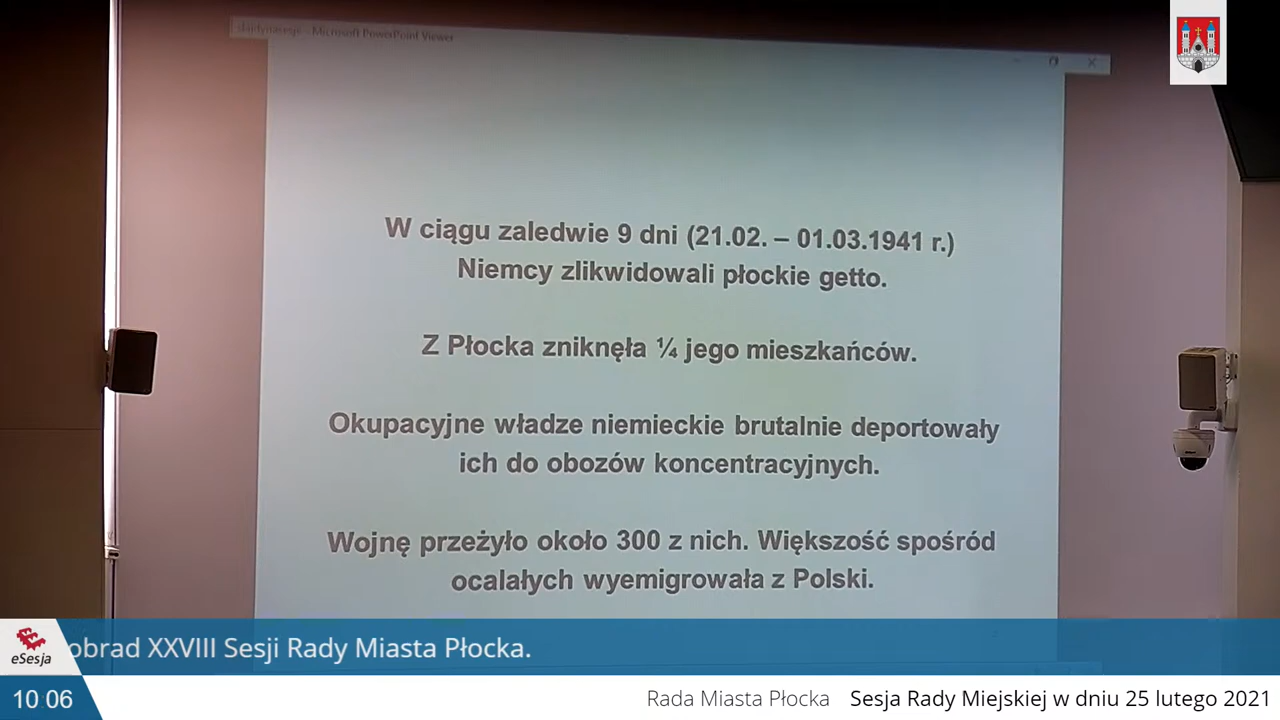 - Microsoft PowerPoint Viewer
W ciągu zaledwie 9 dni (21.02. – 01.03.1941 r.)
Niemcy zlikwidowali płockie getto.
Z Płocka zniknęła ¼ jego mieszkańców.
Okupacyjne władze niemieckie brutalnie deportowały
ich do obozów koncentracyjnych.
Wojnę przeżyło około 300 z nich. Większość spośród
ocalałych wyemigrowała z Polski.
obrad XXVIII Sesji Rady Miasta Płocka.
eSesja
10:06
Rada Miasta Płocka Sesja Rady Miejskiej w dniu 25 lutego 2021